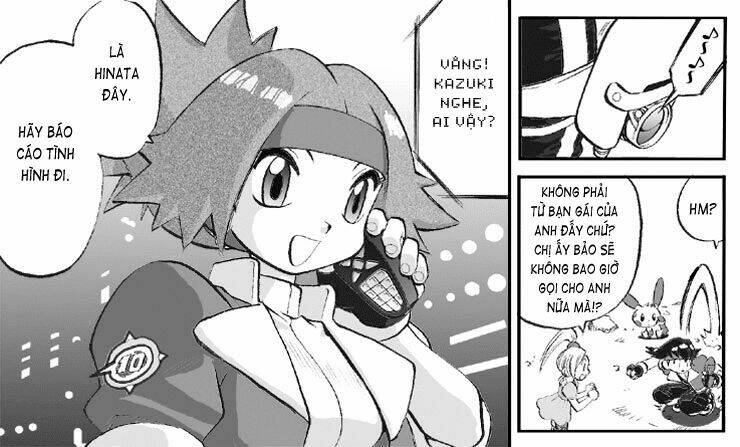 ♪♪
HM?
KHÔNG PHẢI
TỪ BẠN GÁI CỦA
ANH ĐẤY CHỨ?
CHỊ ẤY BẢO SẼ
KHÔNG BAO GIỜ
GỌI CHO ANH
NỮA MÀ!?
VÂNG!
KAZUKI
NGHE,
AI VẬY?
LÀ
HINATA
ĐÂY.
HÃY BÁO
CÁO TÌNH
HÌNH ĐI.
10